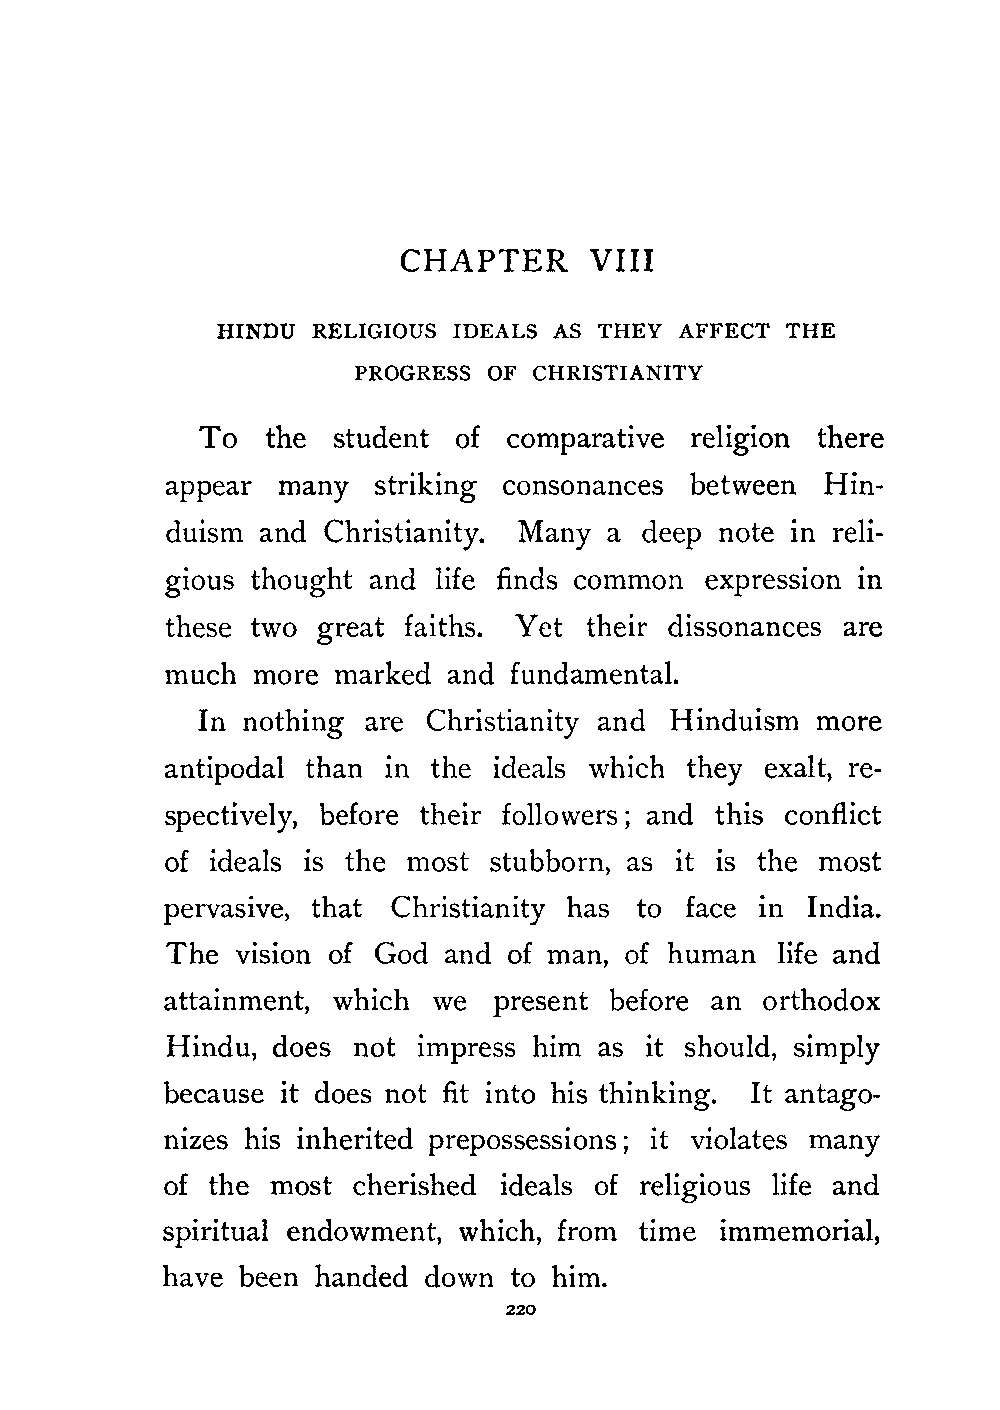 CHAPTER VIII
HINDU RELIGIOUS IDEALS AS THEY AFFECT THE
PROGRESS OF CHRISTIANITY
To the student of comparative religion there
appear many striking consonances between Hin-
duism and Christianity. Many a deep note in reli-
gious thought and life finds common expression in
these two great faiths. Yet their dissonances are
much more marked and fundamental.
In nothing are Christianity and Hinduism more
antipodal than in the ideals which they exalt, re-
spectively, before their followers; and this conflict
of ideals is the most stubborn, as it is the most
pervasive, that Christianity has to face in India.
The vision of God and of man, of human life and
attainment, which we present before an orthodox
Hindu, does not impress him as it should, simply
because it does not fit into his thinking. It antago-
nizes his inherited prepossessions; it violates many
of the most cherished ideals of religious life and
spiritual endowment, which, from time immemorial,
have been handed down to him.
220